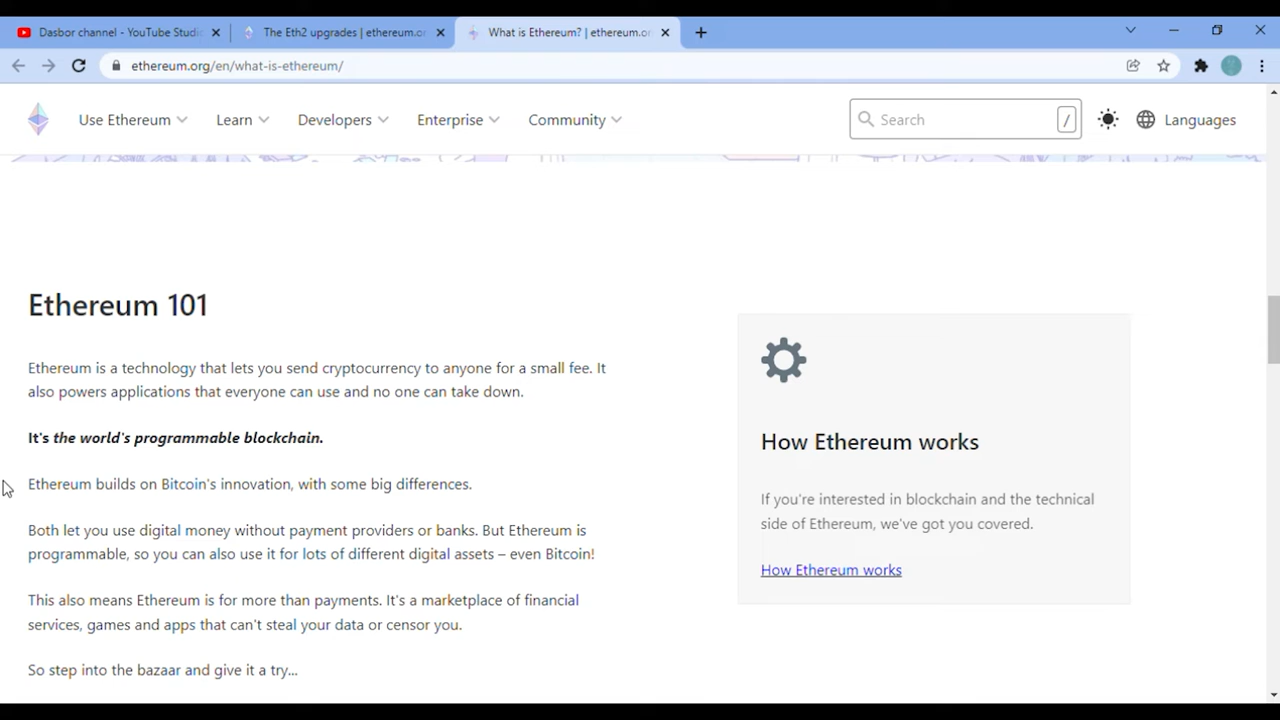 Dasbor channel - YouTube Studio
The Eth2 upgrades | ethereum.or
What is Ethereum? | ethereum.or
ethereum.org/en/what-is-ethereum/
Use Ethereum
Learn
Developers
Enterprise
Community
Search
/
Languages
Ethereum 101
Ethereum is a technology that lets you send cryptocurrency to anyone for a small fee. It
also powers applications that everyone can use and no one can take down.
It's the world's programmable blockchain.
Ethereum builds on Bitcoin's innovation, with some big differences.
Both let you use digital money without payment providers or banks. But Ethereum is
programmable, so you can also use it for lots of different digital assets – even Bitcoin!
This also means Ethereum is for more than payments. It's a marketplace of financial
services, games and apps that can't steal your data or censor you.
So step into the bazaar and give it a try...
How Ethereum works
If you're interested in blockchain and the technical
side of Ethereum, we've got you covered.
How Ethereum works